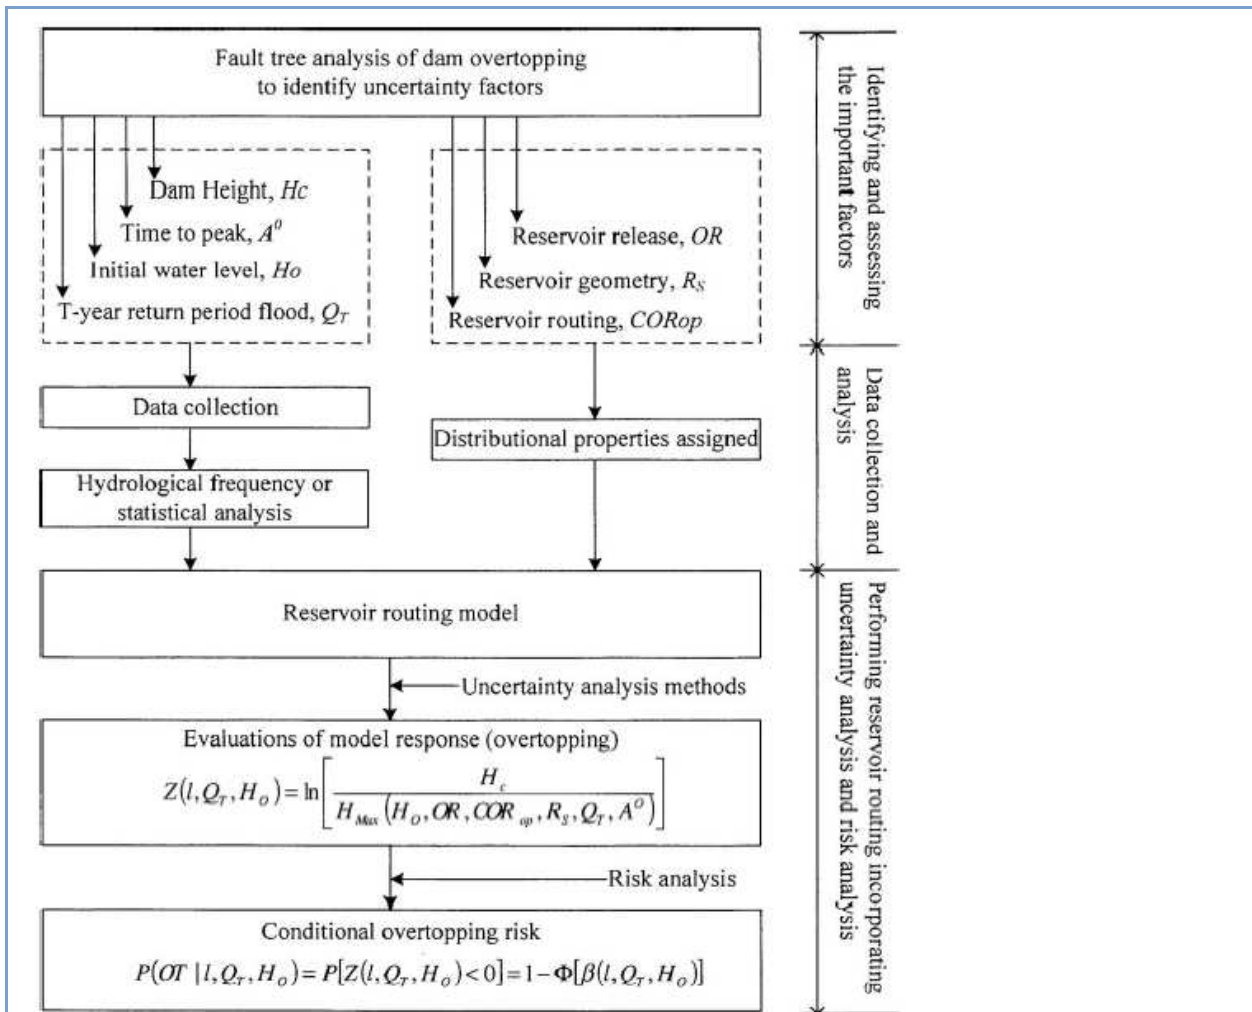 Fault tree analysis of dam overtopping
to identify uncertainty factors
Dam Height, Hc
Time to peak, A⁰
Initial water level, Ho
T-year return period flood, Q_T
Reservoir release, OR
Reservoir geometry, R_S
Reservoir routing, CORop
Identifying and assessing
the important factors
Data collection
Hydrological frequency or
statistical analysis
Distributional properties assigned
Data collection and
analysis
Reservoir routing model
Uncertainty analysis methods
Evaluations of model response (overtopping)
Z(l, Q_T, H_O) = ln[H_c / H_Max(H_O, OR, COR_op, R_S, Q_T, A^O)]
Risk analysis
Conditional overtopping risk
P(OT | l, Q_T, H_O) = P[Z(l, Q_T, H_O) < 0] = 1 − Φ[β(l, Q_T, H_O)]
Performing reservoir routing incorporating
uncertainty analysis and risk analysis